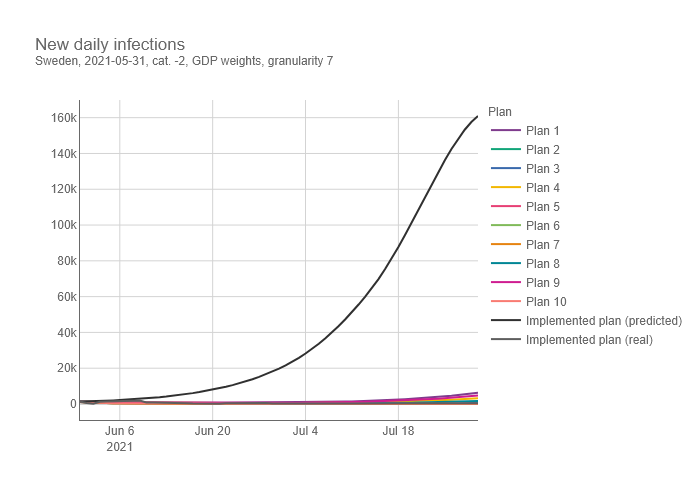 New daily infections
Sweden, 2021-05-31, cat. -2, GDP weights, granularity 7
160k
140k
120k
100k
80k
60k
40k
20k
0
Jun 6
2021
Jun 20
Jul 4
Jul 18
Plan
Plan 1
Plan 2
Plan 3
Plan 4
Plan 5
Plan 6
Plan 7
Plan 8
Plan 9
Plan 10
Implemented plan (predicted)
Implemented plan (real)